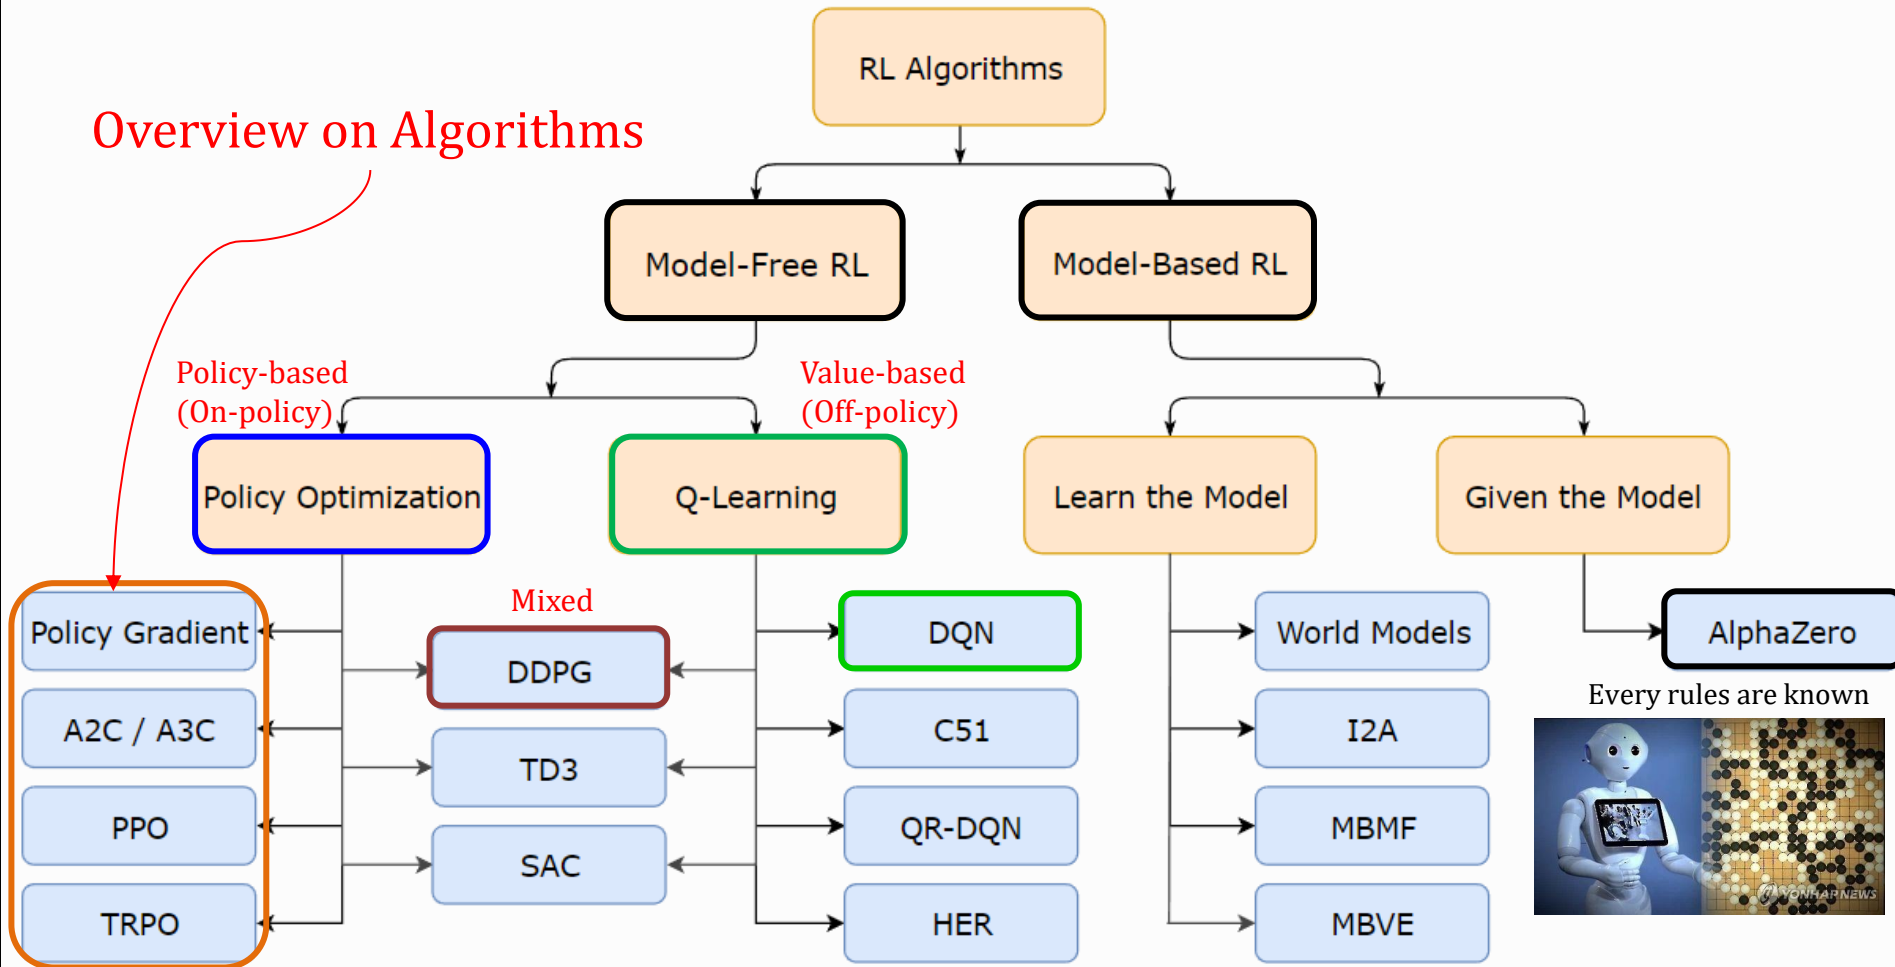 RL Algorithms
Overview on Algorithms
Model-Free RL
Model-Based RL
Policy-based
(On-policy)
Value-based
(Off-policy)
Policy Optimization
Q-Learning
Learn the Model
Given the Model
Mixed
Policy Gradient
DDPG
DQN
World Models
AlphaZero
Every rules are known
A2C / A3C
TD3
C51
I2A
PPO
SAC
QR-DQN
MBMF
TRPO
HER
MBVE
YONHAP NEWS